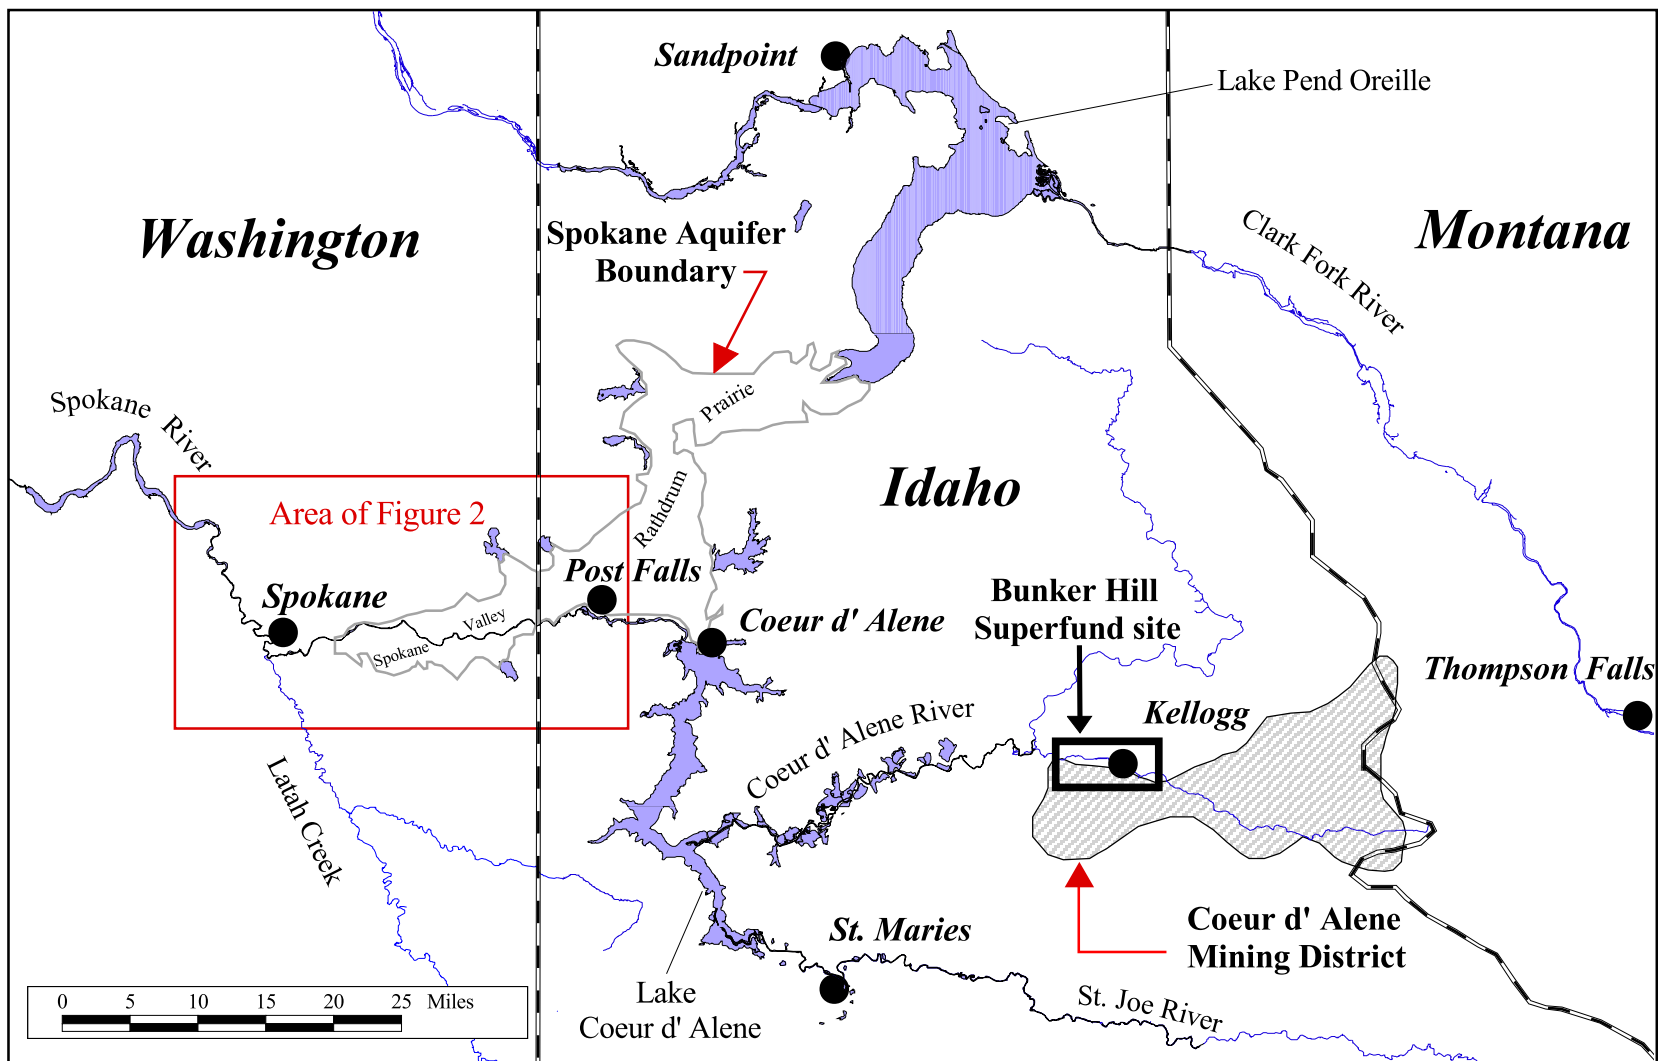 Sandpoint
Lake Pend Oreille
Washington
Spokane Aquifer
Boundary
Montana
Clark Fork River
Spokane River
Prairie
Rathdrum
Idaho
Area of Figure 2
Post Falls
Spokane
Valley
Spokane
Coeur d' Alene
Bunker Hill
Superfund site
Thompson Falls
Kellogg
Coeur d' Alene River
Latah Creek
St. Maries
Coeur d' Alene
Mining District
Lake
Coeur d' Alene
St. Joe River
0 5 10 15 20 25 Miles